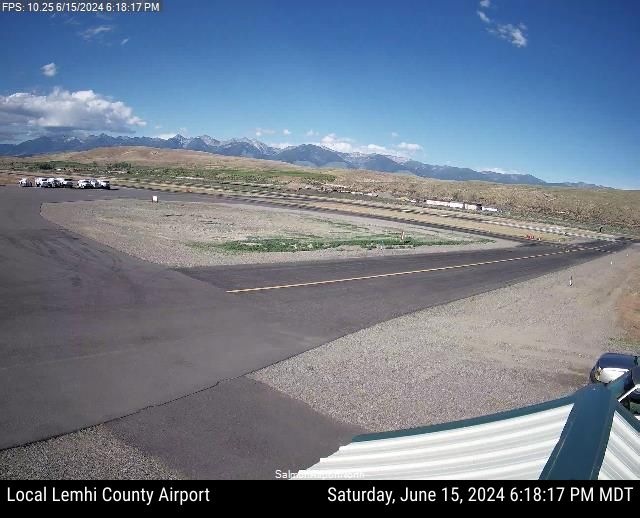 FPS: 10.25 6/15/2024 6:18:17 PM
Local Lemhi County Airport
Saturday, June 15, 2024 6:18:17 PM MDT